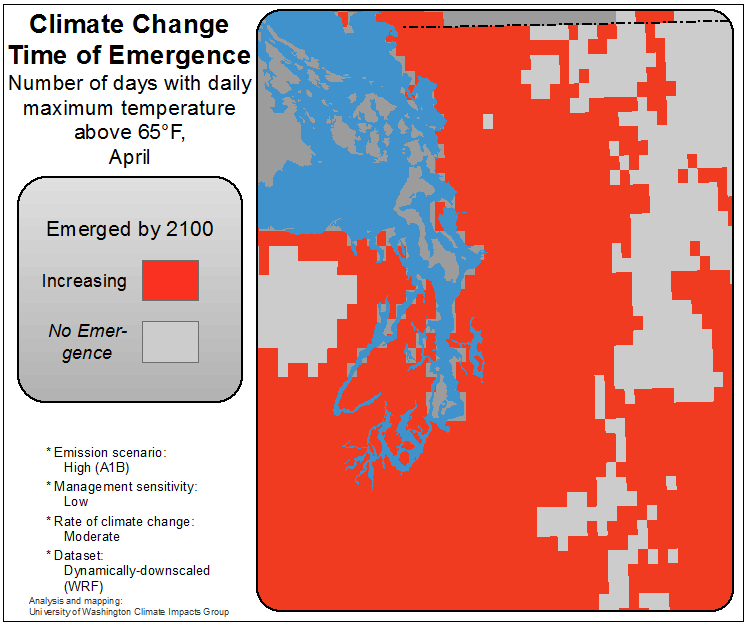 Climate Change
Time of Emergence
Number of days with daily
maximum temperature
above 65°F,
April
Emerged by 2100
Increasing
No Emer-
gence
* Emission scenario:
High (A1B)
* Management sensitivity:
Low
* Rate of climate change:
Moderate
* Dataset:
Dynamically-downscaled
(WRF)
Analysis and mapping:
University of Washington Climate Impacts Group